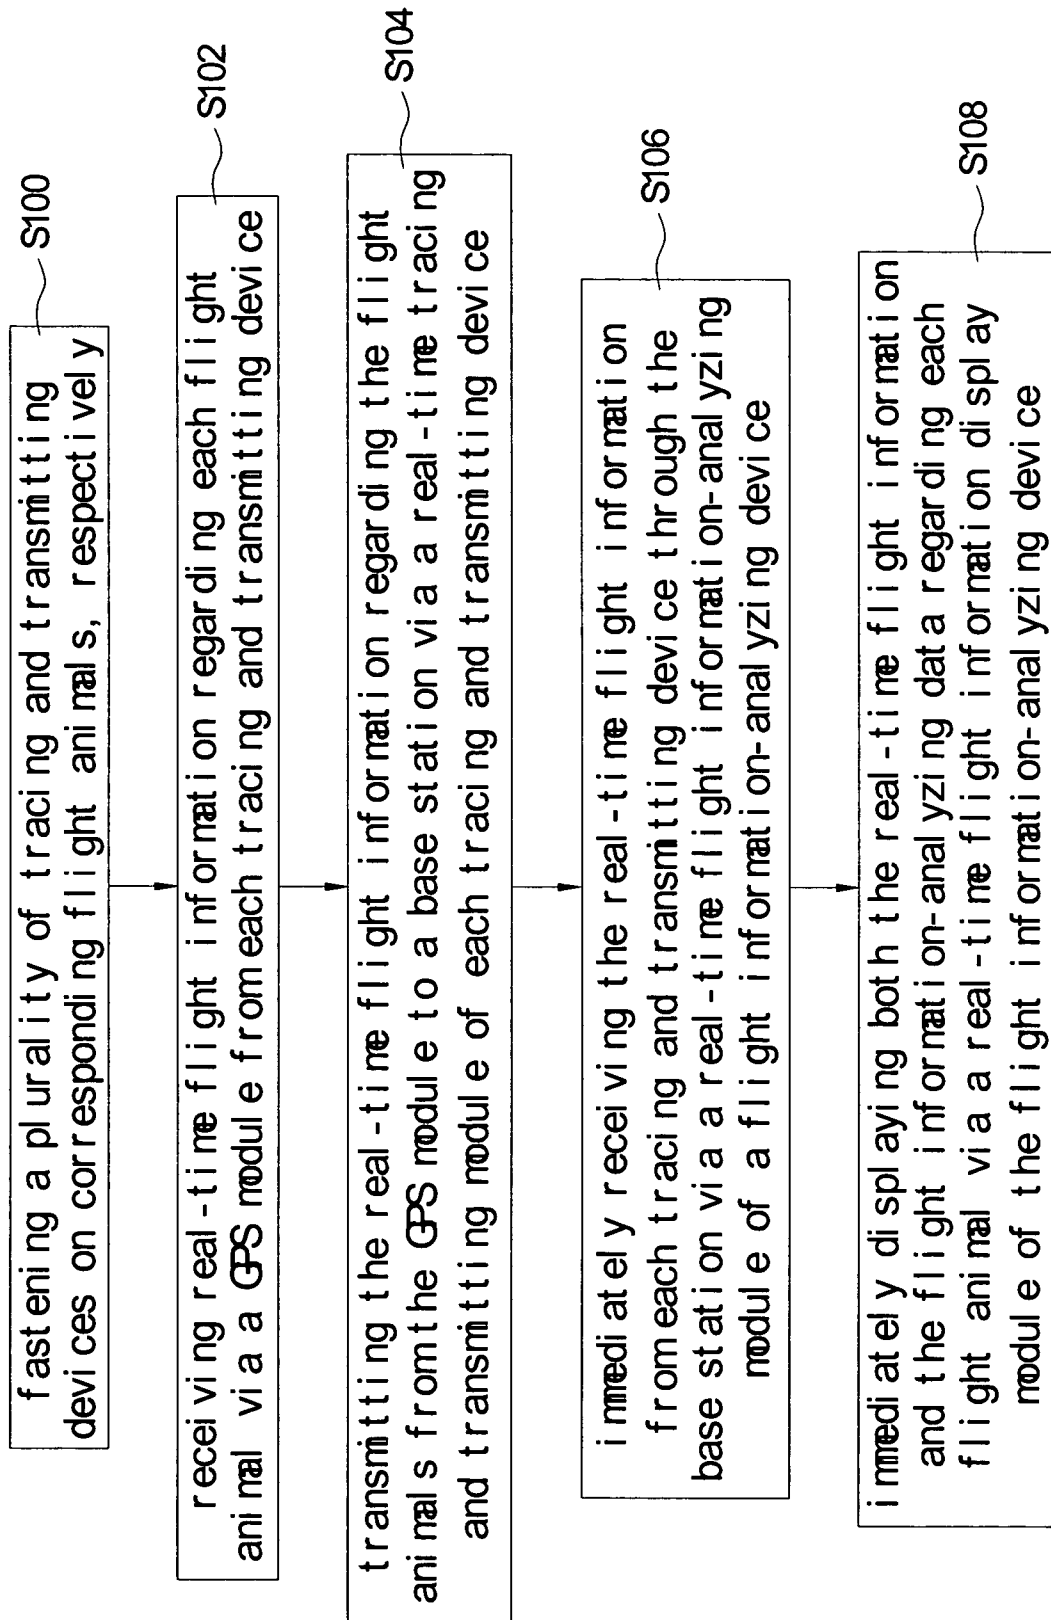 fastening a plurality of tracing and transmitting
devices on corresponding flight animals, respectively
S100
receiving real-time flight information regarding each flight
animal via a GPS module from each tracing and transmitting device
S102
transmitting the real-time flight information regarding the flight
animals from the GPS module to a base station via a real-time tracing
and transmitting module of each tracing and transmitting device
S104
immediately receiving the real-time flight information
from each tracing and transmitting device through the
base station via a real-time flight information-analyzing
module of a flight information-analyzing device
S106
immediately displaying both the real-time flight information
and the flight information-analyzing data regarding each
flight animal via a real-time flight information display
module of the flight information-analyzing device
S108